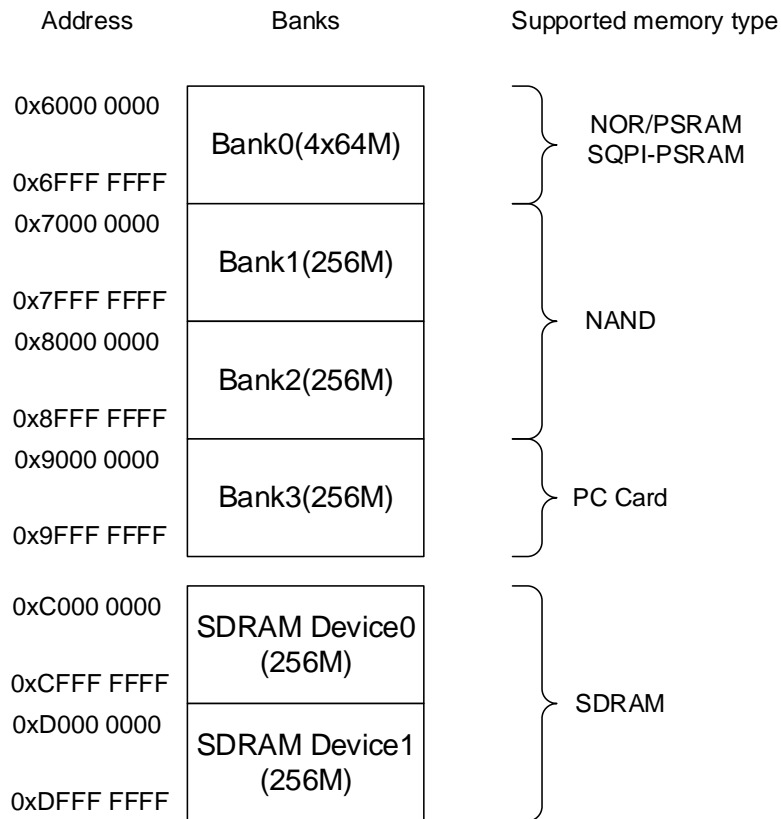 Address Banks Supported memory type
0x6000 0000
Bank0(4x64M)
NOR/PSRAM
SQPI-PSRAM
0x6FFF FFFF
0x7000 0000
Bank1(256M)
0x7FFF FFFF
NAND
0x8000 0000
Bank2(256M)
0x8FFF FFFF
0x9000 0000
Bank3(256M)
PC Card
0x9FFF FFFF
0xC000 0000
SDRAM Device0
(256M)
0xCFFF FFFF
SDRAM
0xD000 0000
SDRAM Device1
(256M)
0xDFFF FFFF